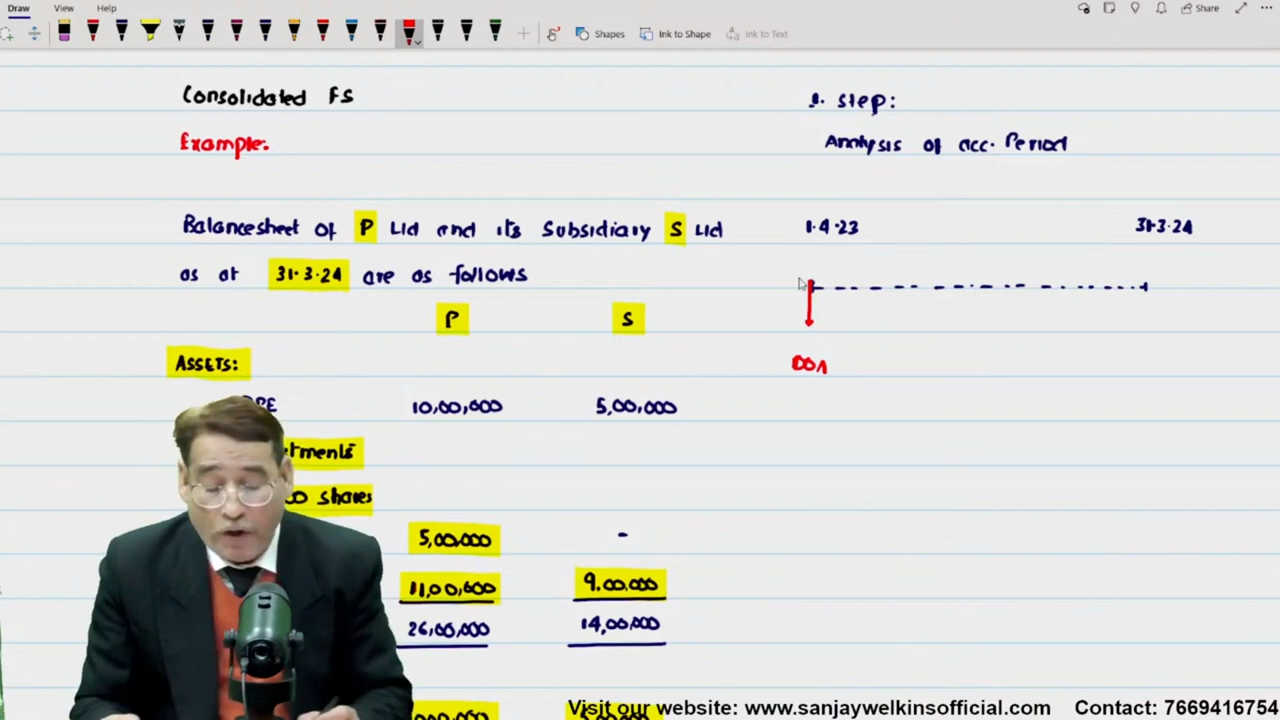 Draw View Help
Share
Shapes Ink to Shape Ink to Text
Consolidated FS
Example:
Balancesheet of P Ltd and its Subsidiary S Ltd
as at 31.3.24 are as follows
P S
ASSETS:
10,00,000 5,00,000
shares
5,00,000 -
11,00,000 9,00,000
26,00,000 14,00,000
1. step:
Analysis of acc. Period
1.4.23 31.3.24
DOA
Visit our website: www.sanjaywelkinsofficial.com Contact: 7669416754